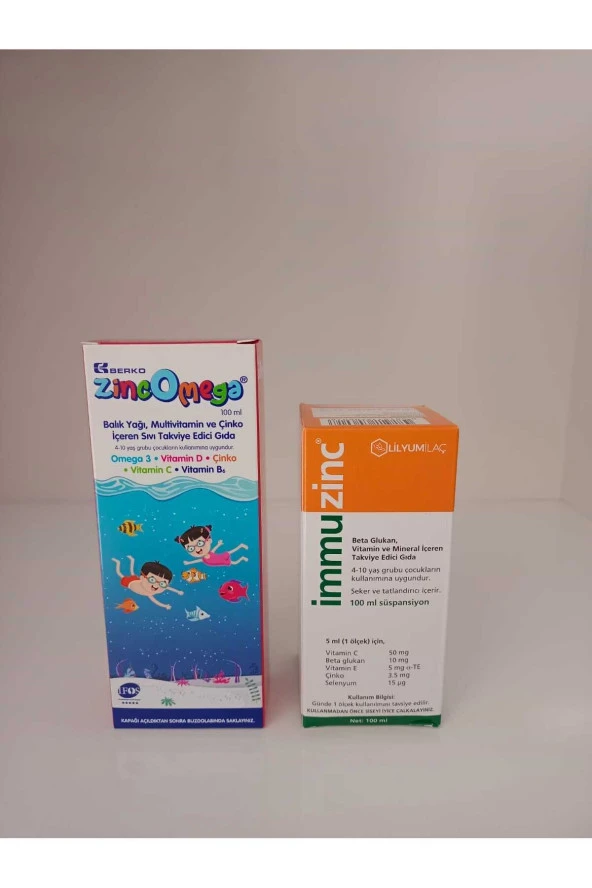 BERKO
zincOmega®
100 ml
Balık Yağı, Multivitamin ve Çinko
İçeren Sıvı Takviye Edici Gıda
4-10 yaş grubu çocukların kullanımına uygundur.
Omega 3 • Vitamin D • Çinko
• Vitamin C • Vitamin B6
IFOS
KAPAĞI AÇILDIKTAN SONRA BUZDOLABINDA SAKLAYINIZ.
immuzinc®
LİLYUMİLAÇ
Beta Glukan,
Vitamin ve Mineral İçeren
Takviye Edici Gıda
4-10 yaş grubu çocukların
kullanımına uygundur.
Şeker ve tatlandırıcı içerir.
100 ml süspansiyon
5 ml (1 ölçek) için,
Vitamin C 50 mg
Beta glukan 10 mg
Vitamin E 5 mg α-TE
Çinko 2.5 mg
Selenyum 15 µg
Kullanım Bilgisi:
Günde 1 ölçek kullanılması tavsiye edilir.
KULLANMADAN ÖNCE ŞİŞEYİ İYİCE ÇALKALAYINIZ.
Net: 100 ml